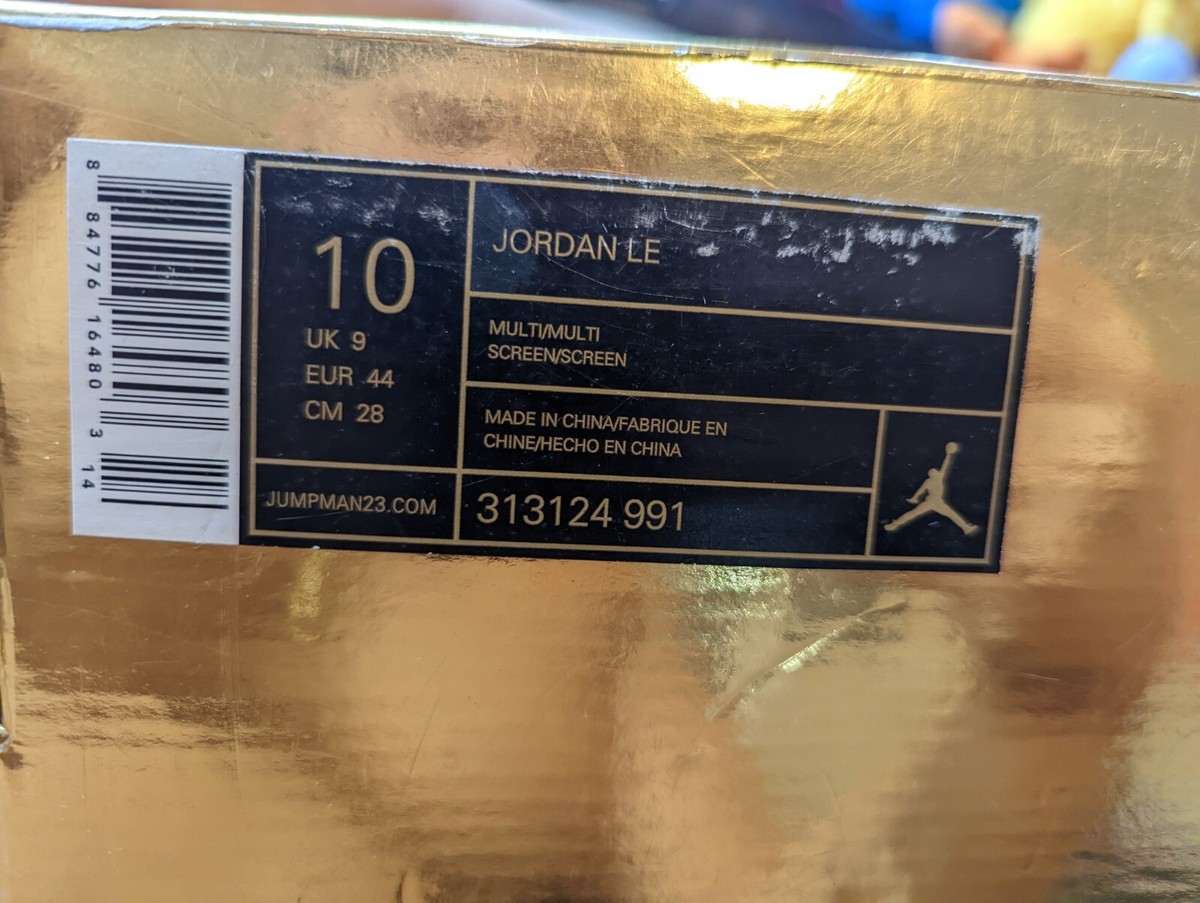 8 84776 16480 3 14
10
UK 9
EUR 44
CM 28
JUMPMAN23.COM
JORDAN LE
MULTI/MULTI
SCREEN/SCREEN
MADE IN CHINA/FABRIQUE EN
CHINE/HECHO EN CHINA
313124 991